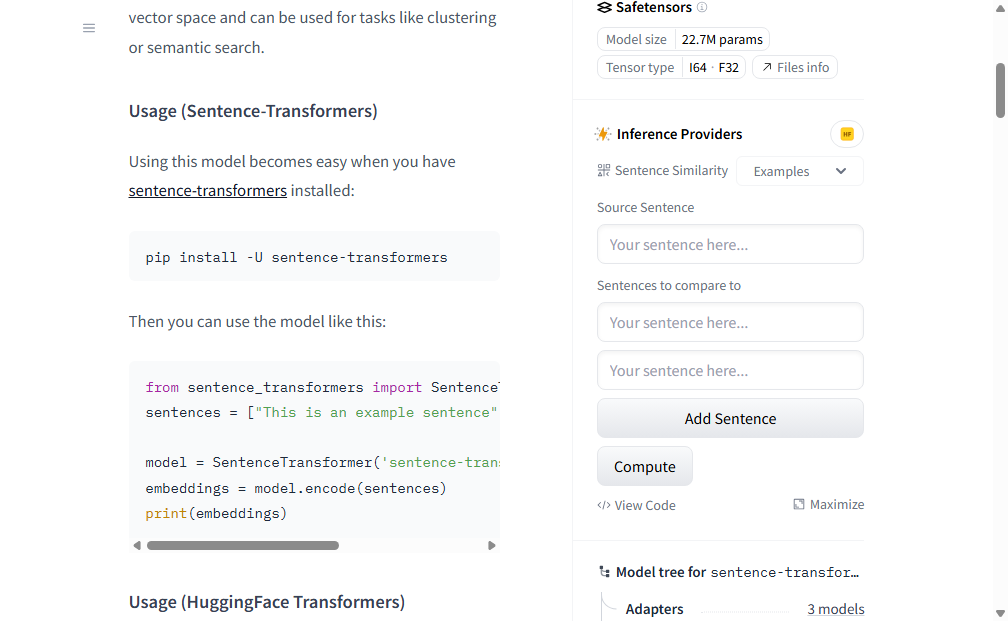 vector space and can be used for tasks like clustering
or semantic search.
Usage (Sentence-Transformers)
Using this model becomes easy when you have
sentence-transformers installed:
pip install -U sentence-transformers
Then you can use the model like this:
from sentence_transformers import Sentence
sentences = ["This is an example sentence"
model = SentenceTransformer('sentence-trans
embeddings = model.encode(sentences)
print(embeddings)
Usage (HuggingFace Transformers)
Safetensors
Model size 22.7M params
Tensor type I64 · F32 Files info
Inference Providers HF
Sentence Similarity Examples
Source Sentence
Your sentence here...
Sentences to compare to
Your sentence here...
Your sentence here...
Add Sentence
Compute
</> View Code Maximize
Model tree for sentence-transfor…
Adapters 3 models